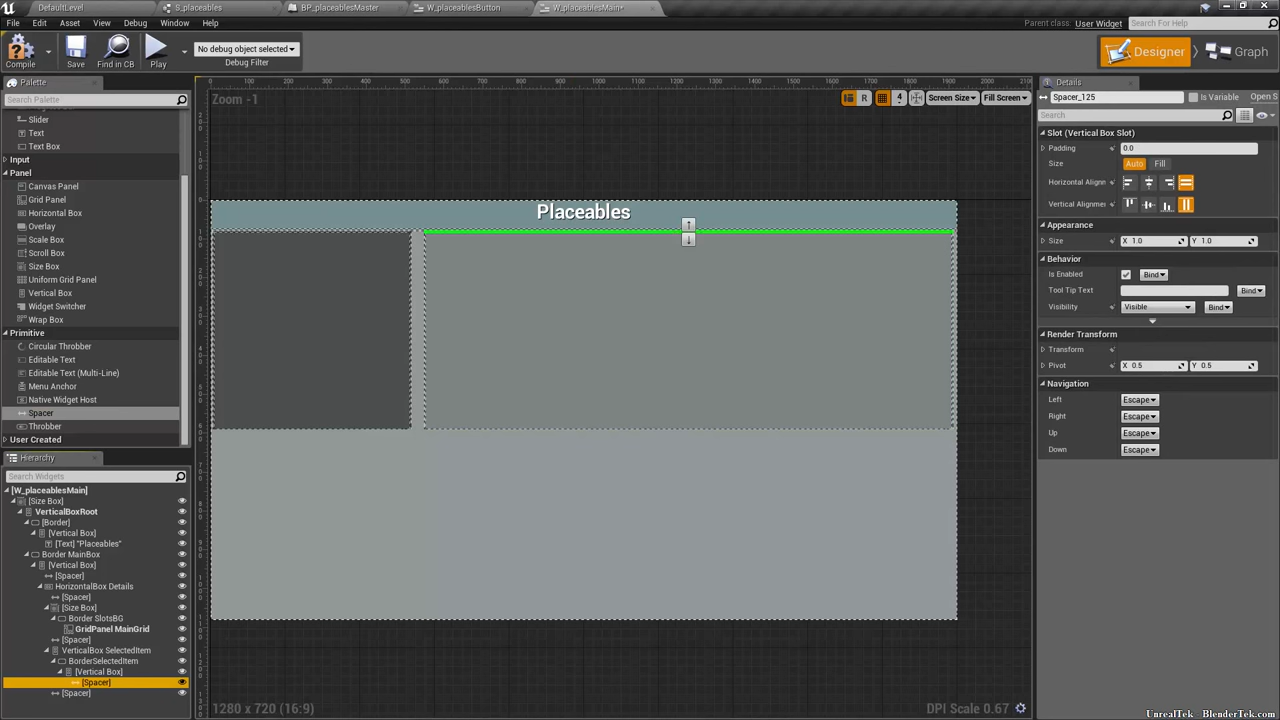 DefaultLevel
S_placeables
BP_placeablesMaster
W_placeablesButton
W_placeablesMain*
File Edit Asset View Debug Window Help
Parent class: User Widget
Search For Help
Compile
Save
Find in CB
Play
No debug object selected
Debug Filter
Designer
Graph
Palette
Search Palette
Slider
Text
Text Box
Input
Panel
Canvas Panel
Grid Panel
Horizontal Box
Overlay
Scale Box
Scroll Box
Size Box
Uniform Grid Panel
Vertical Box
Widget Switcher
Wrap Box
Primitive
Circular Throbber
Editable Text
Editable Text (Multi-Line)
Menu Anchor
Native Widget Host
Spacer
Throbber
User Created
Hierarchy
Search Widgets
[W_placeablesMain]
[Size Box]
VerticalBoxRoot
[Border]
[Vertical Box]
[Text] "Placeables"
Border MainBox
[Vertical Box]
[Spacer]
HorizontalBox Details
[Spacer]
[Size Box]
Border SlotsBG
GridPanel MainGrid
[Spacer]
VerticalBox SelectedItem
BorderSelectedItem
[Vertical Box]
[Spacer]
[Spacer]
Zoom -1
R
4
Screen Size
Fill Screen
Placeables
1280 x 720 (16:9)
DPI Scale 0.67
Details
Spacer_125
Is Variable
Open S
Search
Slot (Vertical Box Slot)
Padding 0.0
Size Auto Fill
Horizontal Alignm
Vertical Alignme
Appearance
Size X 1.0 Y 1.0
Behavior
Is Enabled Bind
Tool Tip Text Bind
Visibility Visible Bind
Render Transform
Transform
Pivot X 0.5 Y 0.5
Navigation
Left Escape
Right Escape
Up Escape
Down Escape
UnrealTek - BlenderTek.com